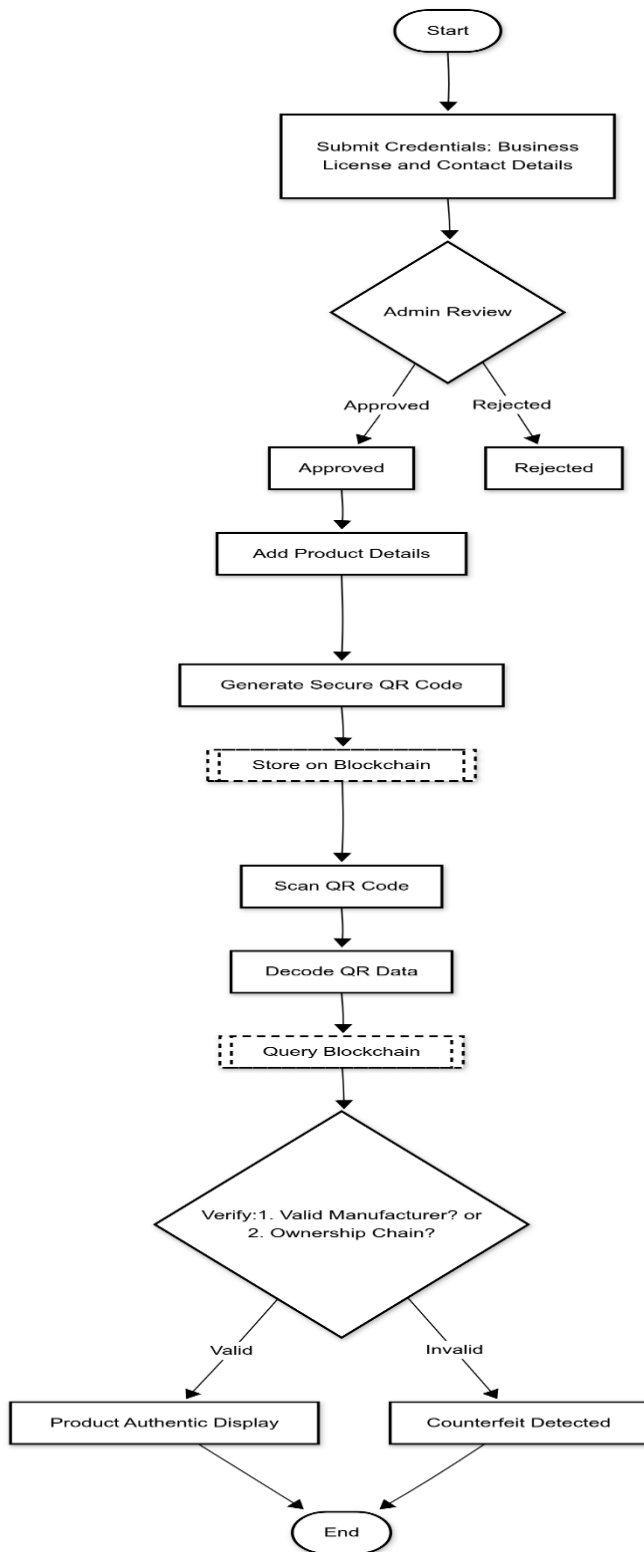 Start
Submit Credentials: Business
License and Contact Details
Admin Review
Approved
Rejected
Approved
Rejected
Add Product Details
Generate Secure QR Code
Store on Blockchain
Scan QR Code
Decode QR Data
Query Blockchain
Verify:1. Valid Manufacturer? or
2. Ownership Chain?
Valid
Invalid
Product Authentic Display
Counterfeit Detected
End